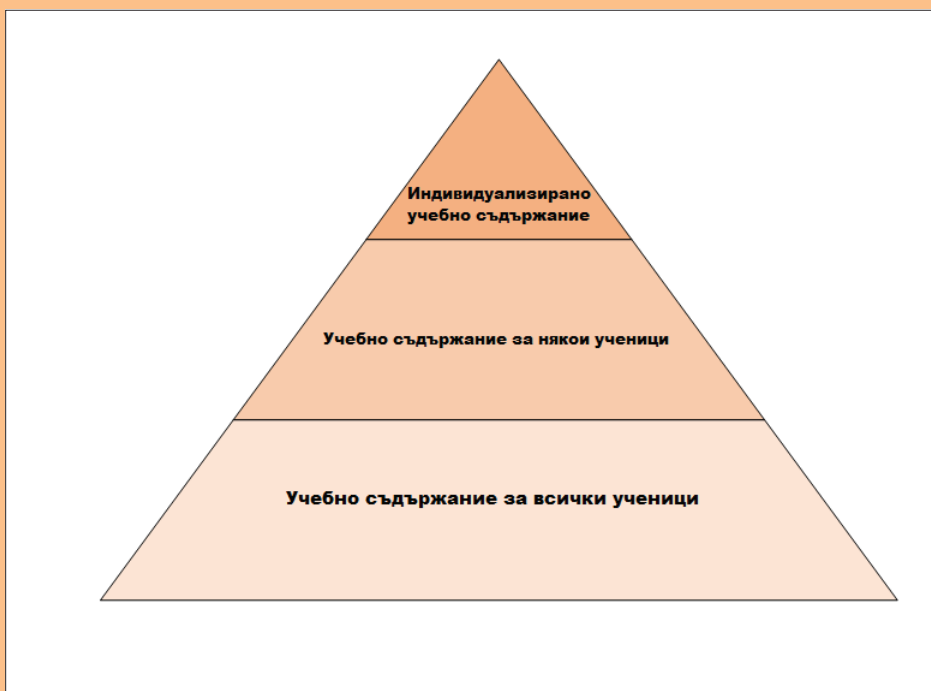 Индивидуализирано
учебно съдържание
Учебно съдържание за някои ученици
Учебно съдържание за всички ученици